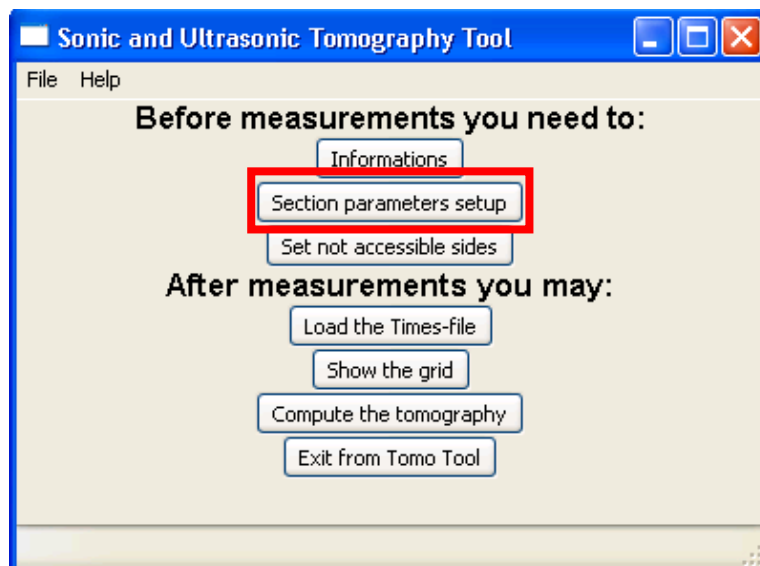 Sonic and Ultrasonic Tomography Tool
File Help
Before measurements you need to:
Informations
Section parameters setup
Set not accessible sides
After measurements you may:
Load the Times-file
Show the grid
Compute the tomography
Exit from Tomo Tool